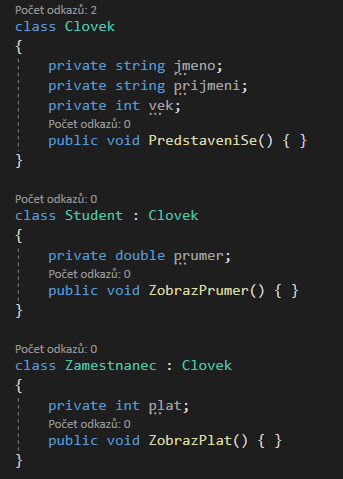 Počet odkazů: 2
class Clovek
{
private string jmeno;
private string prijmeni;
private int vek;
Počet odkazů: 0
public void PredstaveniSe() { }
}
Počet odkazů: 0
class Student : Clovek
{
private double prumer;
Počet odkazů: 0
public void ZobrazPrumer() { }
}
Počet odkazů: 0
class Zamestnanec : Clovek
{
private int plat;
Počet odkazů: 0
public void ZobrazPlat() { }
}